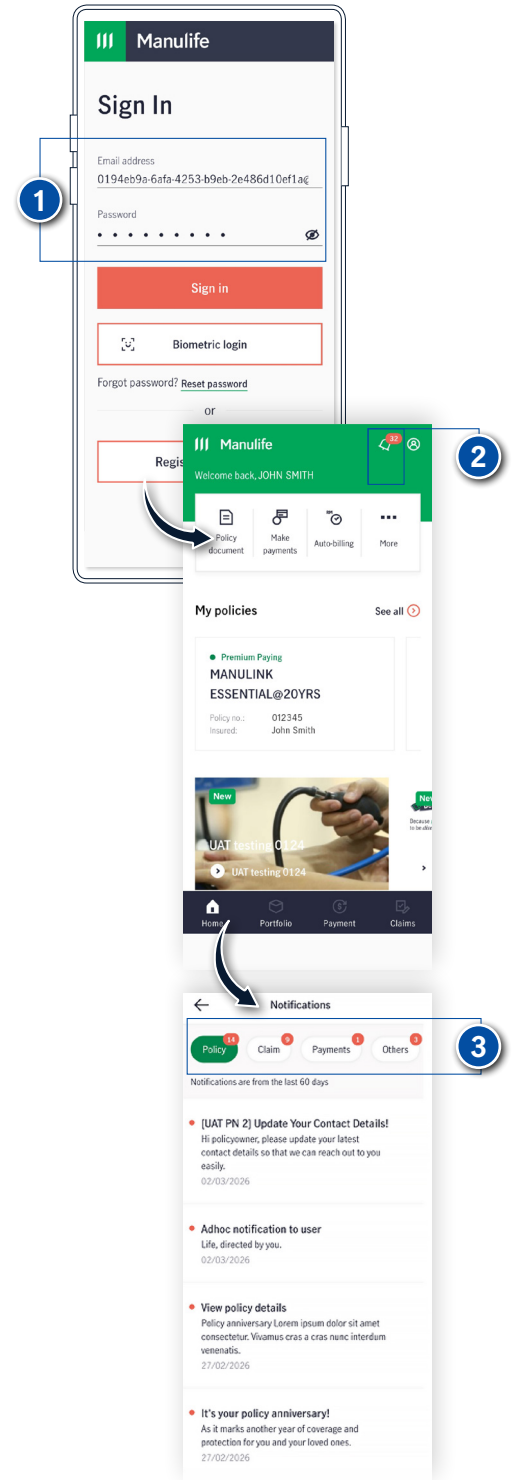 Manulife
Sign In
Email address
0194eb9a-6afa-4253-b9eb-2e486d10ef1a
1
Password
Sign in
Biometric login
Forgot password? Reset password
or
Regis
Manulife
32
2
Welcome back, JOHN SMITH
Policy document
Make payments
Auto-billing
More
My policies
See all
Premium Paying
MANULINK
ESSENTIAL@20YRS
Policy no.: 012345
Insured: John Smith
New
UAT testing 0124
UAT testing 0124
Because
to be
Home
Portfolio
Payment
Claims
Notifications
Policy 14
Claim 9
Payments 1
Others 3
3
Notifications are from the last 60 days
[UAT PN 2] Update Your Contact Details!
Hi policyowner, please update your latest
contact details so that we can reach out to you
easily.
02/03/2026
Adhoc notification to user
Life, directed by you.
02/03/2026
View policy details
Policy anniversary Lorem ipsum dolor sit amet
consectetur. Vivamus cras a cras nunc interdum
venenatis.
27/02/2026
It's your policy anniversary!
As it marks another year of coverage and
protection for you and your loved ones.
27/02/2026